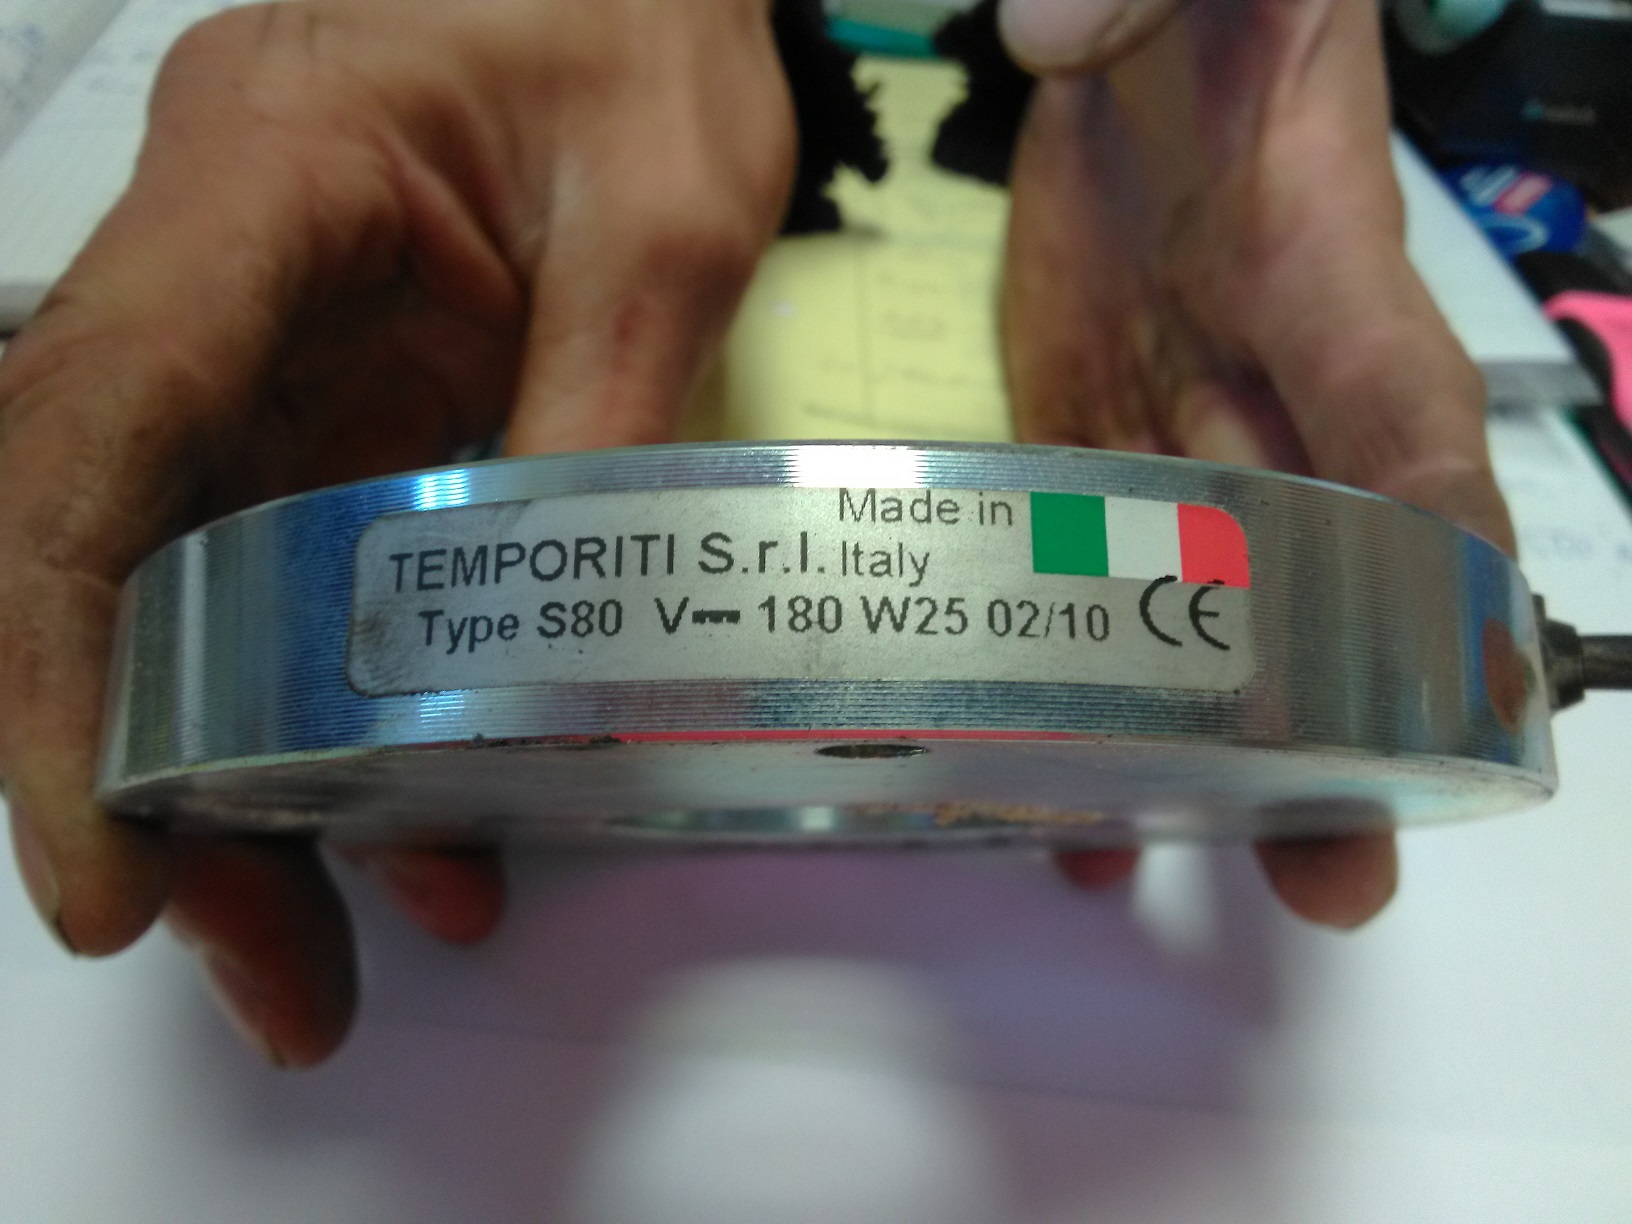 Made in
TEMPORITI S.r.l. Italy
Type S80 V⎓ 180 W25 02/10 CE